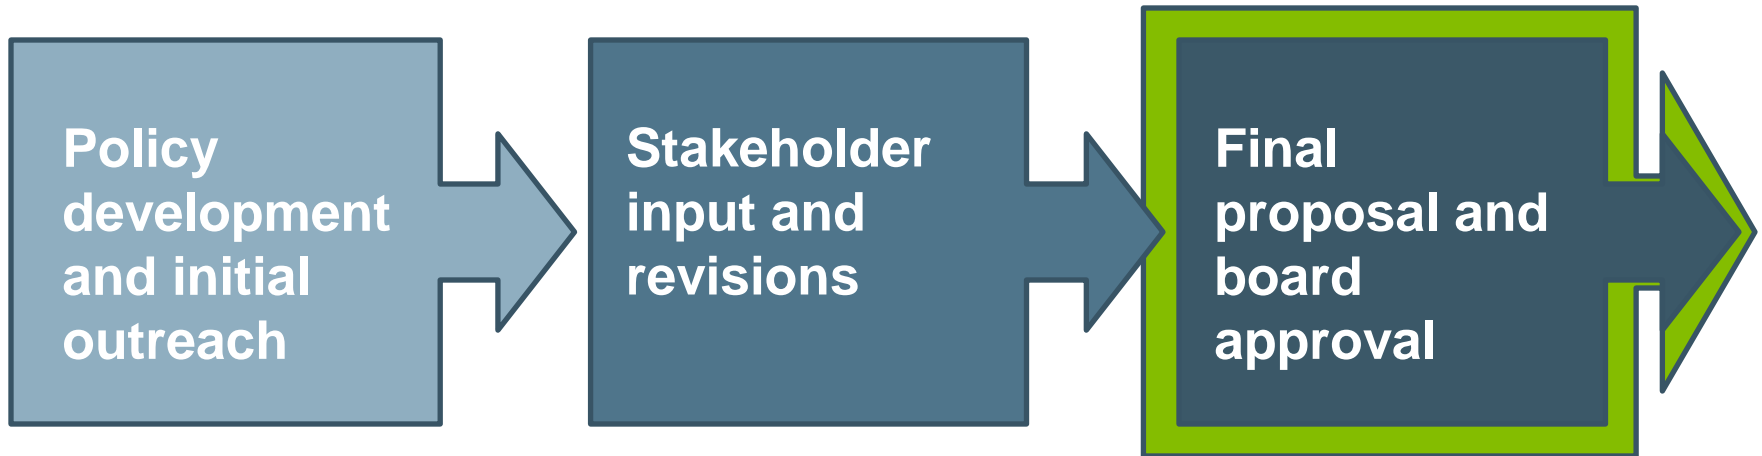 Policy
development
and initial
outreach
Stakeholder
input and
revisions
Final
proposal and
board
approval